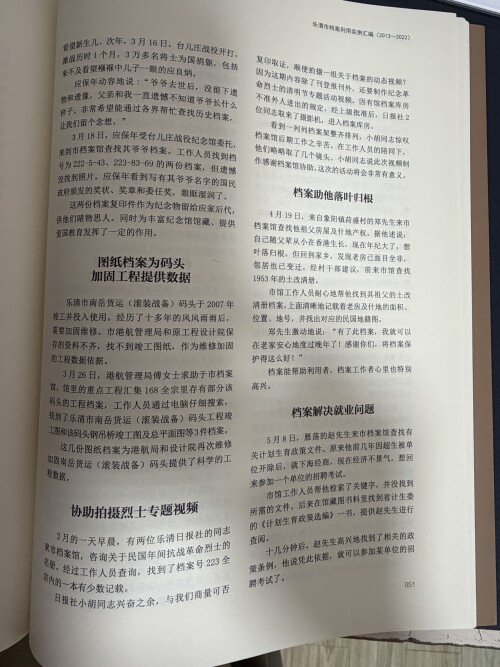 乐清市档案利用实例汇编（2013—2022）
看望新生儿。次年，3月16日，台儿庄战役开打，
激战历时1个月，3万多名将士为国捐躯，包括
来不及看望襁褓中儿子一眼的应良炳。
应保年动容地说：“爷爷去世后，没留下遗
物和遗像，父亲和我一直遗憾不知道爷爷长什么
样子，非常希望能通过各界帮忙查找历史档案，
让我们留个念想。”
3月18日，应保年受台儿庄战役纪念馆委托，
来到市档案馆查找其爷爷档案。工作人员找到档
号为222-5-43、223-83-69的两份档案，但遗憾
没找到照片。应保年看到写有其爷爷名字的国民
政府颁发的奖状、奖章和委任奖，眼眶湿润了。
这两份档案复印件作为纪念物留给应家后代，
供他们睹物思人。同时为丰富纪念馆馆藏、提供
爱国教育发挥了一定的作用。
图纸档案为码头
加固工程提供数据
乐清市南岳货运（滚装战备）码头于2007年
竣工并投入使用，经历了十多年的风风雨雨后，
需要加固维修。市港航管理局和原工程设计院保
存的资料不齐，找不到竣工图纸，作为维修加固
的工程数据依据。
3月26日，港航管理局傅女士求助于市档案
馆。馆里的重点工程汇集168全宗里存有部分该
码头的工程档案，工作人员通过电脑仔细搜索，
找到了乐清市南岳货运（滚装战备）码头工程竣
工图和该码头钢吊桥竣工图及总平面图等3件档案。
这几份图纸档案为港航局和设计院再次维修
加固南岳货运（滚装战备）码头提供了科学的工
程数据。
协助拍摄烈士专题视频
3月的一天早晨，有两位乐清日报社的同志
来市档案馆，咨询关于民国年间抗战革命烈士的
名册。经过工作人员查询，找到了档案号223全
宗内的一本有少数记载。
日报社小胡同志兴奋之余，与我们商量可否
复印取证，顺便拍摄一组关于档案的动态视频？
因为这期内容除了刊登报刊外，还要制作纪念革
命烈士的清明节专题活动视频。因有馆档案库房
不准外人进出的规定，经上级批准后，日报社2
位同志取来了摄影机，进入档案库房。
看到一列列档案架整齐排列，小胡同志惊叹
档案馆后期工作之辛苦。在工作人员的陪同下，
他们略略取了几个镜头。小胡同志说此次视频制
作感谢档案馆协助，这次的活动将会非常有意义。
档案助他落叶归根
4月19日，来自象阳镇荷盛村的郑先生来市
档案馆查找他祖父房屋及什地产权。据他述说，
自己随父辈从小在香港生长，现在年纪大了，想
叶落归根。但回到家乡，发现老房已面目全非，
邻居也已变迁，经村干部建议，前来市馆查找
1953年的土改清册。
市馆工作人员耐心地帮他找到其祖父的土改
清册档案，上面清晰地记载着老房及什地的面积、
位置、地号，并找出对应的民国地籍图。
郑先生激动地说：“有了此档案，我就可以
在老家安心地度过晚年了！感谢你们，将档案保
护得这么好！”
档案能帮助利用者，档案工作者心里也特别
高兴。
档案解决就业问题
5月8日，雁荡的赵先生来市档案馆查找有
关计划生育政策文件。原来他前几年因超生被单
位开除后，就下海经商，现在经济不景气，想回
来参加一个单位的招聘考试。
市馆工作人员帮他检索了关键字，并没找到
所需的文件，后来在馆藏图书料里找到省计生委
的《计划生育政策选编》一书，提供赵先生进行
查阅。
十几分钟后，赵先生高兴地找到了相关的政
策条例，他说凭此依据，就可以参加某单位的招
聘考试了。
051